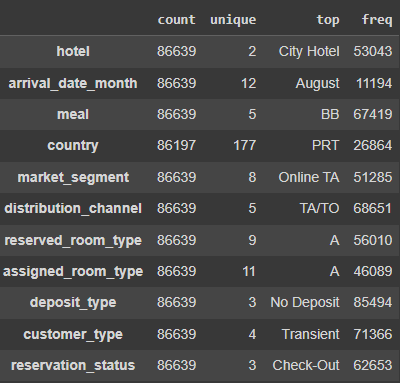 count unique top freq
hotel 86639 2 City Hotel 53043
arrival_date_month 86639 12 August 11194
meal 86639 5 BB 67419
country 86197 177 PRT 26864
market_segment 86639 8 Online TA 51285
distribution_channel 86639 5 TA/TO 68651
reserved_room_type 86639 9 A 56010
assigned_room_type 86639 11 A 46089
deposit_type 86639 3 No Deposit 85494
customer_type 86639 4 Transient 71366
reservation_status 86639 3 Check-Out 62653